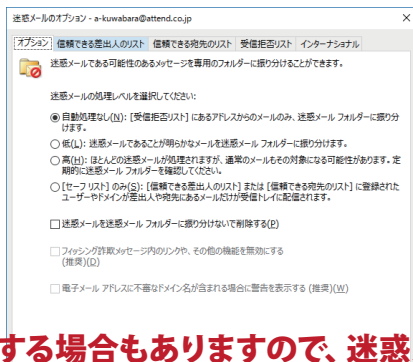 迷惑メールのオプション - a-kuwabara@attend.co.jp
オプション 信頼できる差出人のリスト 信頼できる宛先のリスト 受信拒否リスト インターナショナル
迷惑メールである可能性のあるメッセージを専用のフォルダーに振り分けることができます。
迷惑メールの処理レベルを選択してください:
自動処理なし(N): [受信拒否リスト] にあるアドレスからのメールのみ、迷惑メール フォルダーに振り分
けます。
低(L): 迷惑メールであることが明らかなメールを迷惑メール フォルダーに振り分けます。
高(H): ほとんどの迷惑メールが処理されますが、通常のメールもその対象になる可能性があります。定
期的に迷惑メール フォルダーを確認してください。
[セーフ リスト] のみ(S): [信頼できる差出人のリスト] または [信頼できる宛先のリスト] に登録された
ユーザーやドメインが差出人や宛先にあるメールだけが受信トレイに配信されます。
迷惑メールを迷惑メール フォルダーに振り分けないで削除する(P)
フィッシング詐欺メッセージ内のリンクや、その他の機能を無効にする
(推奨)(D)
電子メール アドレスに不審なドメイン名が含まれる場合に警告を表示する (推奨)(W)
する場合もありますので、迷惑